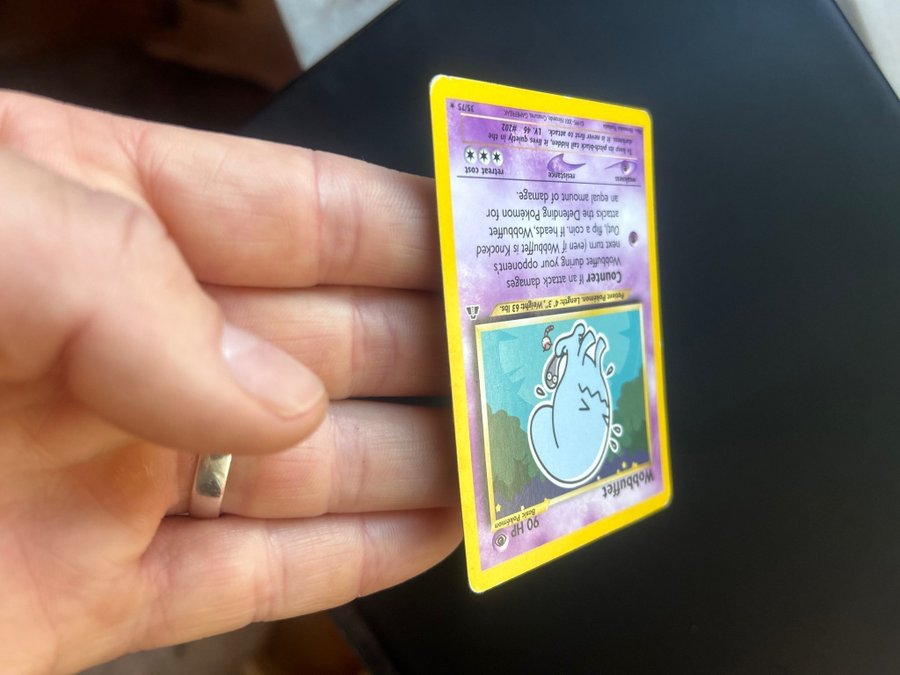 Basic Pokémon
Wobbuffet 90 HP
Patient Pokémon. Length: 4' 3", Weight: 63 lbs.
Counter If an attack damages
Wobbuffet during your opponent's
next turn (even if Wobbuffet is Knocked
Out), flip a coin. If heads, Wobbuffet
attacks the Defending Pokémon for
an equal amount of damage.
weakness resistance retreat cost
To keep its pitch-black tail hidden, it lives quietly in the
darkness. It is never first to attack. LV. 46 #202
35/75